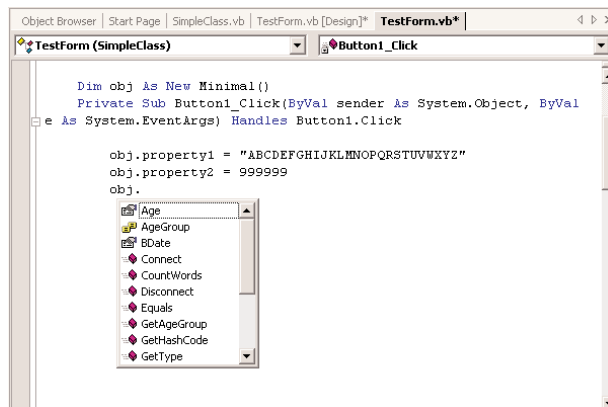 Object Browser | Start Page | SimpleClass.vb | TestForm.vb [Design]* TestForm.vb*
TestForm (SimpleClass) Button1_Click
Dim obj As New Minimal()
Private Sub Button1_Click(ByVal sender As System.Object, ByVal
e As System.EventArgs) Handles Button1.Click
obj.property1 = "ABCDEFGHIJKLMNOPQRSTUVWXYZ"
obj.property2 = 999999
obj.
Age
AgeGroup
BDate
Connect
CountWords
Disconnect
Equals
GetAgeGroup
GetHashCode
GetType